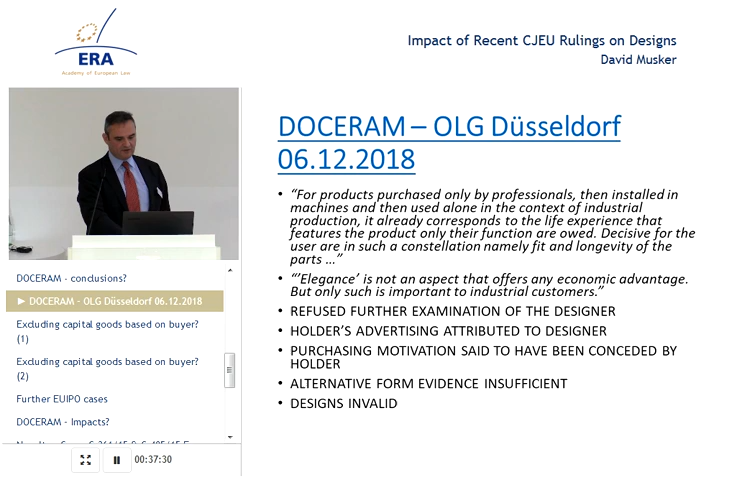 ERA
Academy of European Law
Impact of Recent CJEU Rulings on Designs
David Musker
DOCERAM - conclusions?
► DOCERAM - OLG Düsseldorf 06.12.2018
Excluding capital goods based on buyer?
(1)
Excluding capital goods based on buyer?
(2)
Further EUIPO cases
DOCERAM - Impacts?
00:37:30
DOCERAM – OLG Düsseldorf
06.12.2018
• “For products purchased only by professionals, then installed in
machines and then used alone in the context of industrial
production, it already corresponds to the life experience that
features the product only their function are owed. Decisive for the
user are in such a constellation namely fit and longevity of the
parts …”
• “’Elegance’ is not an aspect that offers any economic advantage.
But only such is important to industrial customers.”
• REFUSED FURTHER EXAMINATION OF THE DESIGNER
• HOLDER’S ADVERTISING ATTRIBUTED TO DESIGNER
• PURCHASING MOTIVATION SAID TO HAVE BEEN CONCEDED BY
HOLDER
• ALTERNATIVE FORM EVIDENCE INSUFFICIENT
• DESIGNS INVALID